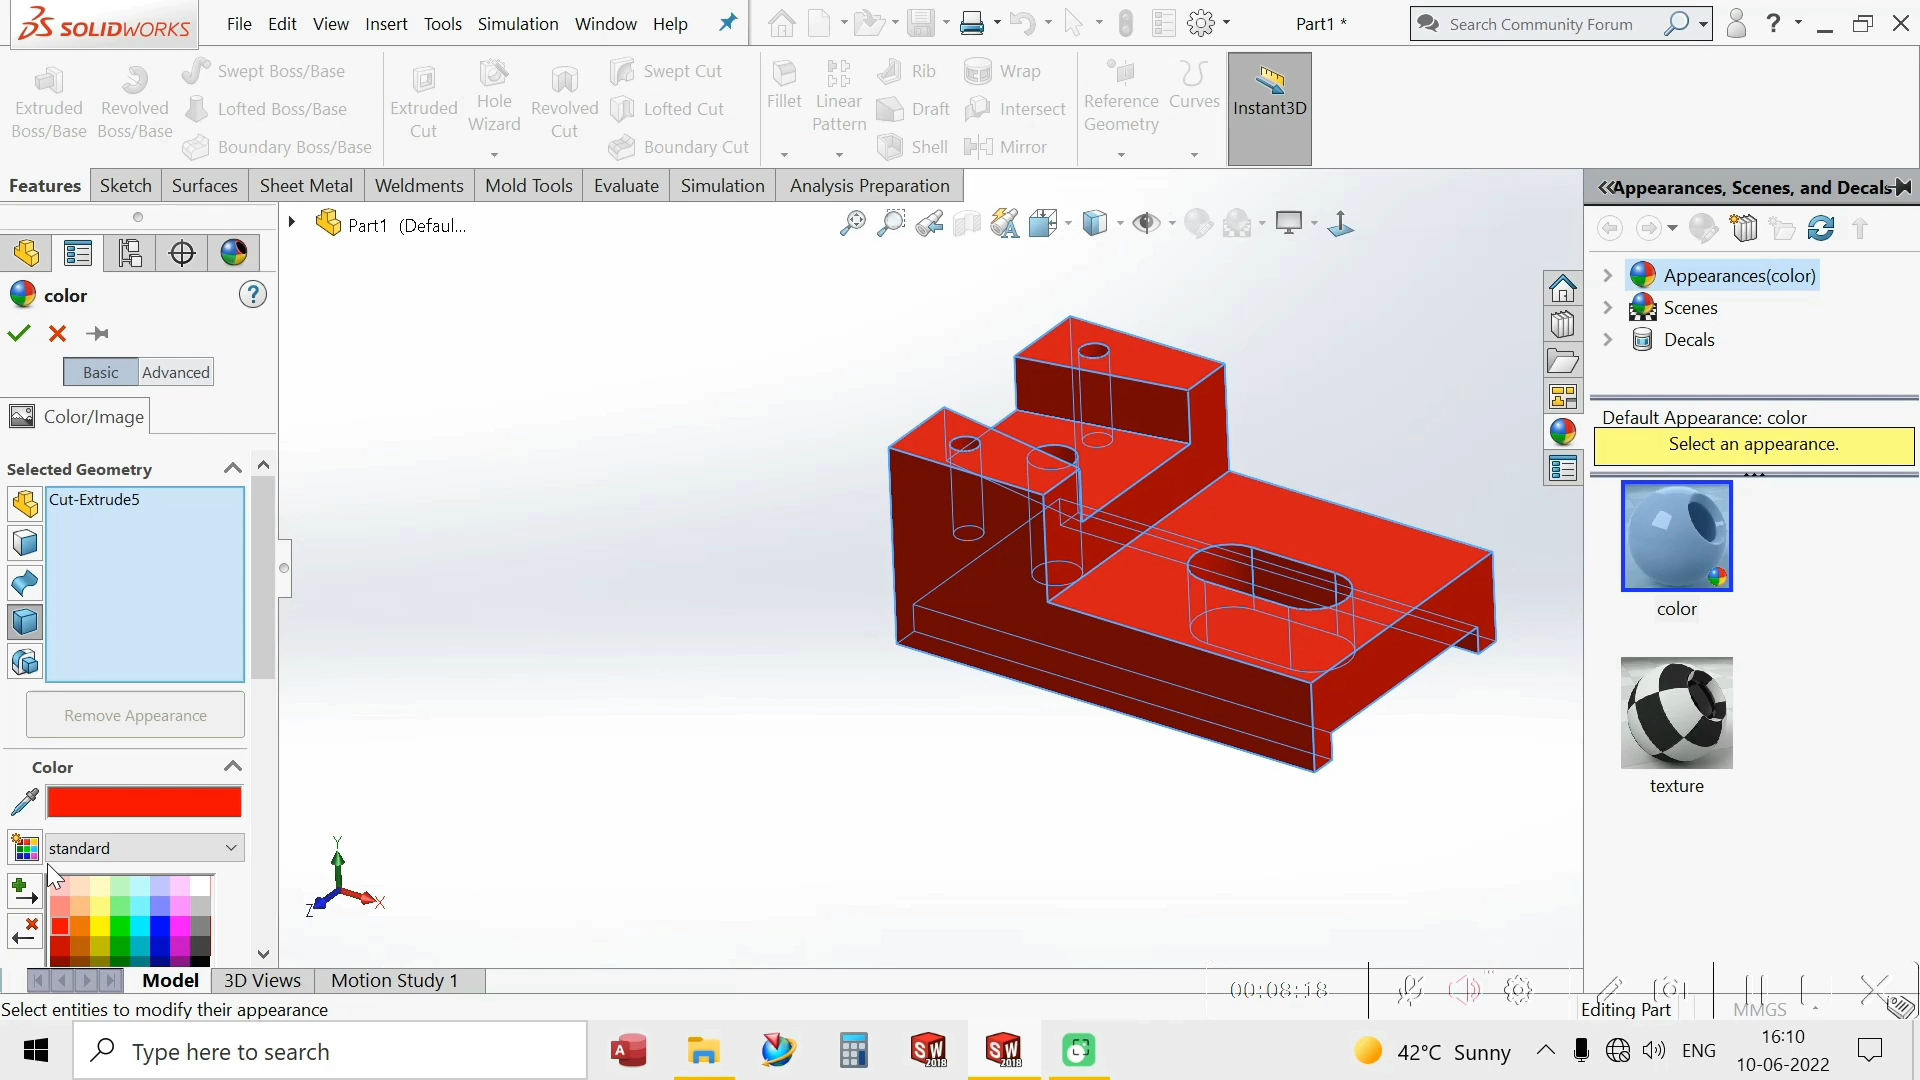 SOLIDWORKS File Edit View Insert Tools Simulation Window Help Part1 * Search Community Forum ?
Extruded Boss/Base
Revolved Boss/Base
Swept Boss/Base
Lofted Boss/Base
Boundary Boss/Base
Extruded Cut
Hole Wizard
Revolved Cut
Swept Cut
Lofted Cut
Boundary Cut
Fillet
Linear Pattern
Rib
Draft
Shell
Wrap
Intersect
Mirror
Reference Geometry
Curves
Instant3D
Features Sketch Surfaces Sheet Metal Weldments Mold Tools Evaluate Simulation Analysis Preparation
Part1 (Defaul...
color
?
Basic Advanced
Color/Image
Selected Geometry
Cut-Extrude5
Remove Appearance
Color
standard
Y
X
Z
Appearances, Scenes, and Decals
Appearances(color)
Scenes
Decals
Default Appearance: color
Select an appearance.
color
texture
Model 3D Views Motion Study 1
00:08:18
Select entities to modify their appearance
Editing Part MMGS
Type here to search
A
SW 2018
SW 2018
42°C Sunny
ENG
16:10
10-06-2022